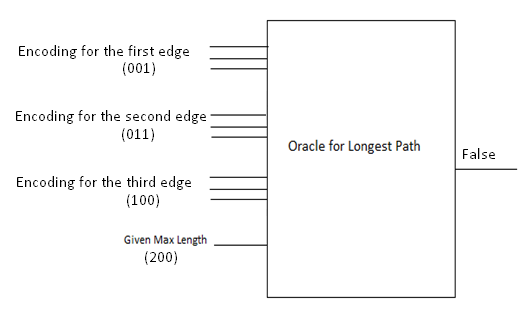 Encoding for the first edge
(001)
Encoding for the second edge
(011)
Oracle for Longest Path
False
Encoding for the third edge
(100)
Given Max Length
(200)